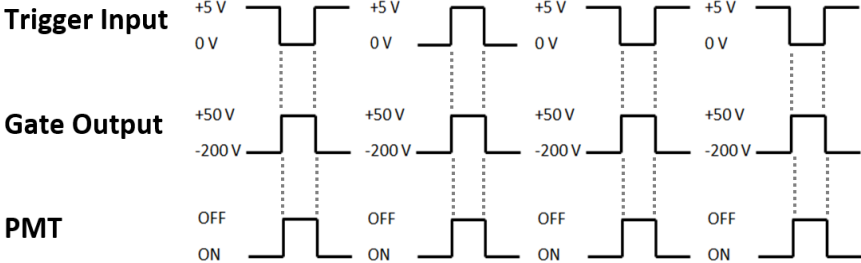 Trigger Input +5 V +5 V +5 V +5 V
0 V 0 V 0 V 0 V
Gate Output +50 V +50 V +50 V +50 V
-200 V -200 V -200 V -200 V
PMT OFF OFF OFF OFF
ON ON ON ON